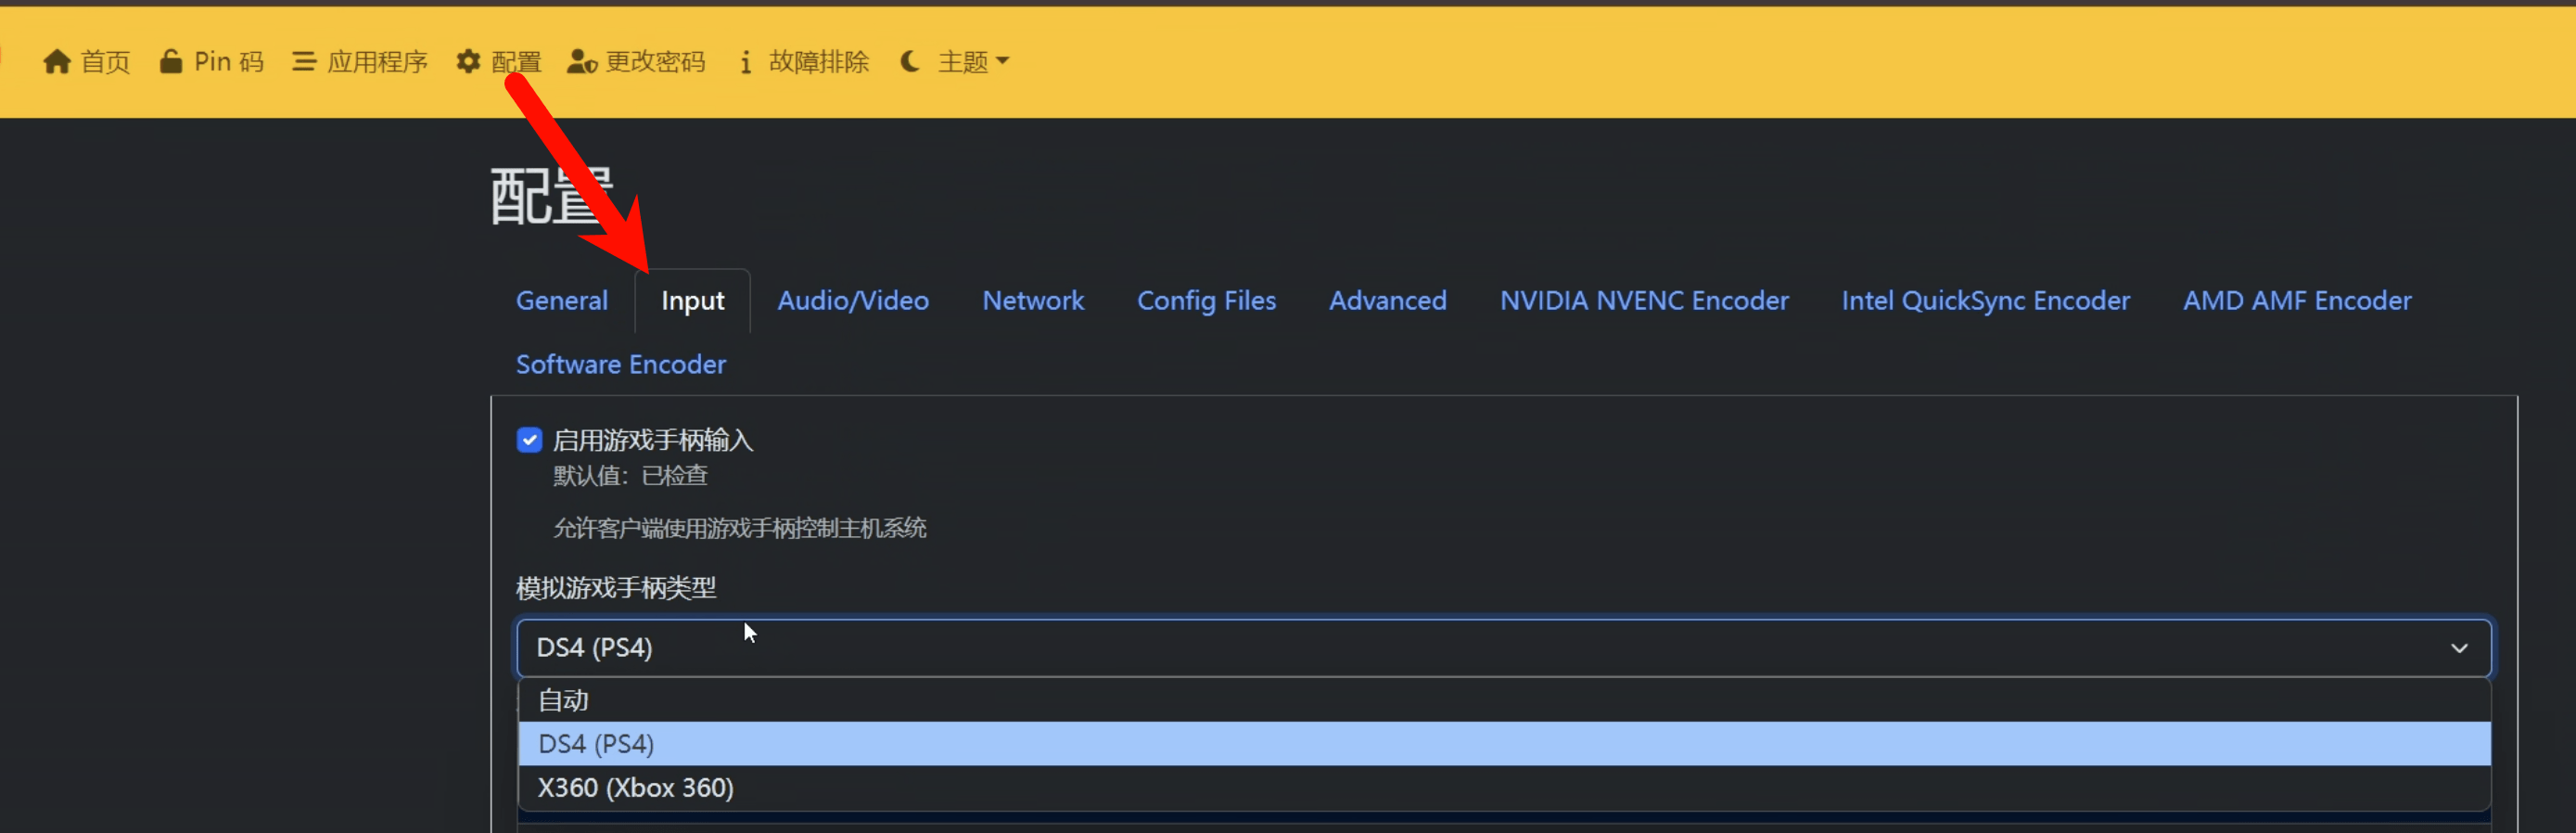 首页 Pin 码 应用程序 配置 更改密码 故障排除 主题
配置
General Input Audio/Video Network Config Files Advanced NVIDIA NVENC Encoder Intel QuickSync Encoder AMD AMF Encoder
Software Encoder
启用游戏手柄输入
默认值：已检查
允许客户端使用游戏手柄控制主机系统
模拟游戏手柄类型
DS4 (PS4)
自动
DS4 (PS4)
X360 (Xbox 360)